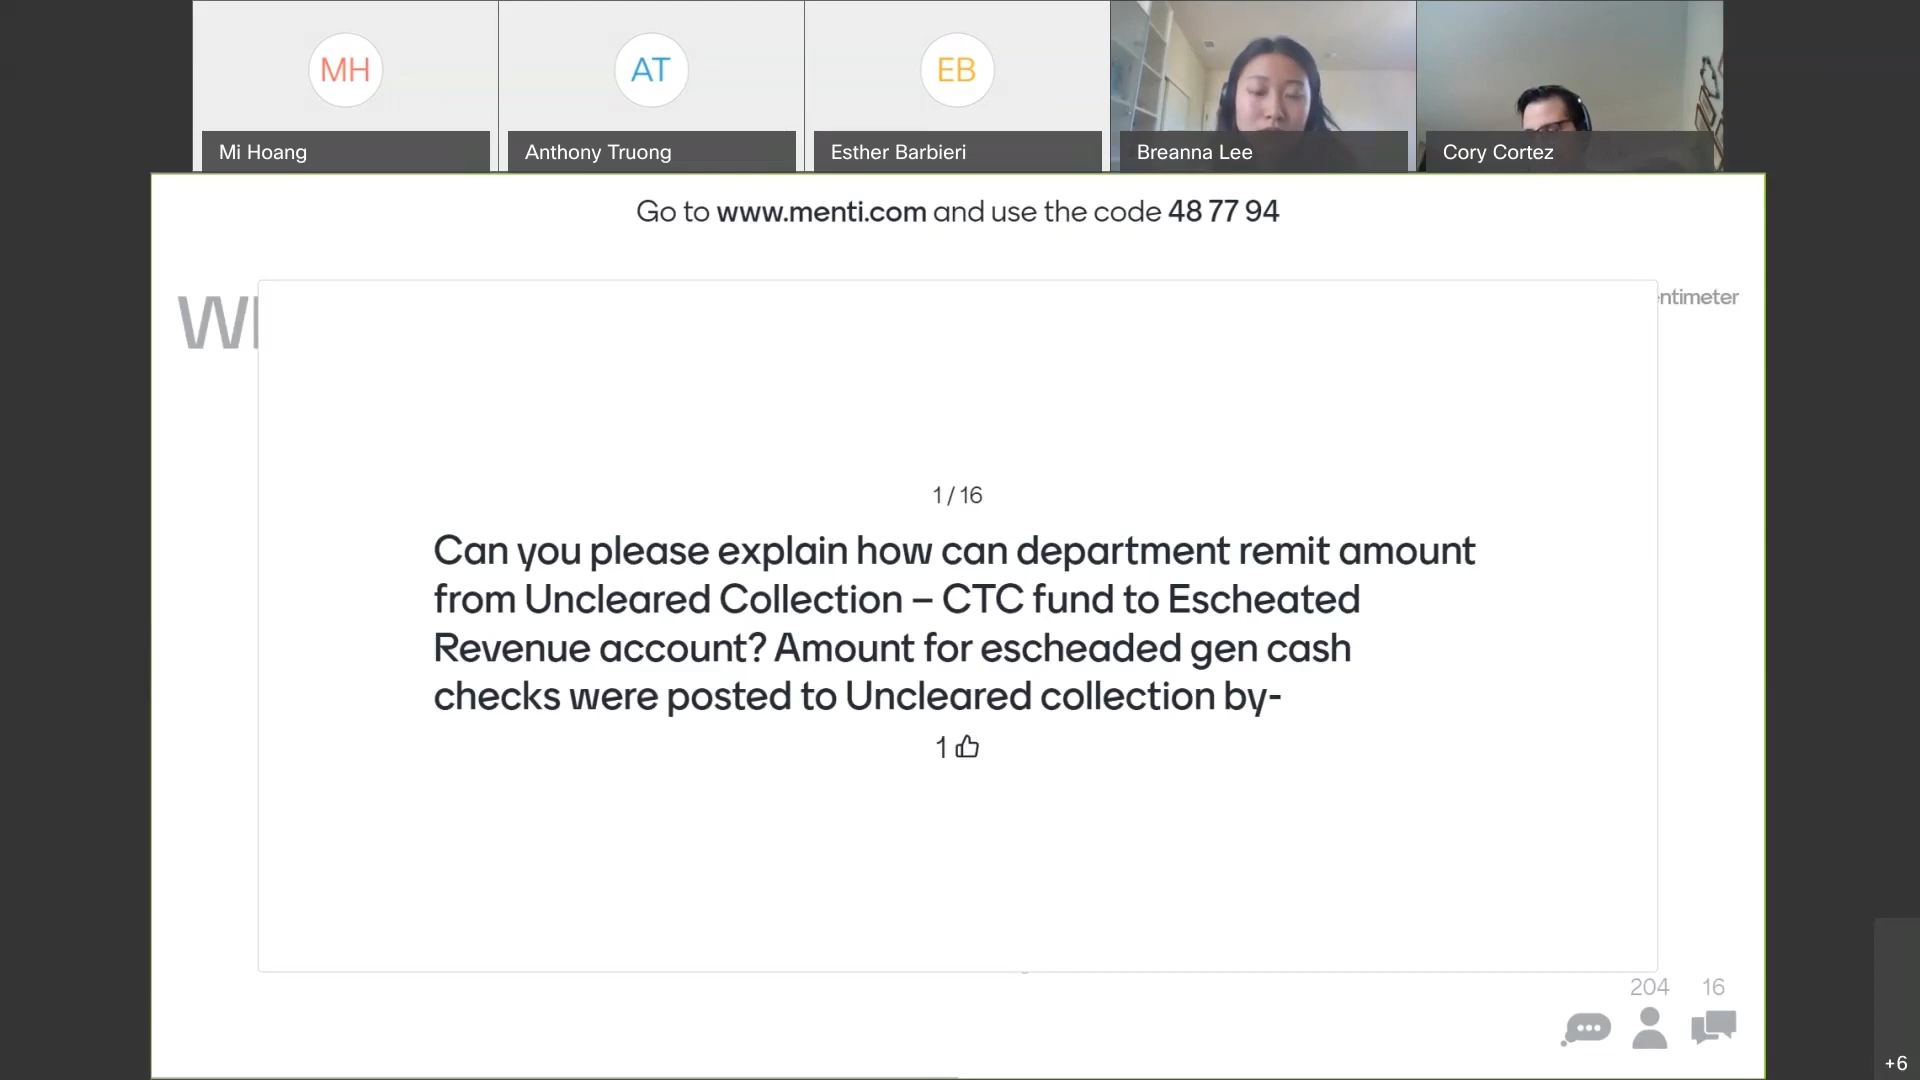 MH
AT
EB
Mi Hoang
Anthony Truong
Esther Barbieri
Breanna Lee
Cory Cortez
Go to www.menti.com and use the code 48 77 94
ntimeter
1 / 16
Can you please explain how can department remit amount
from Uncleared Collection – CTC fund to Escheated
Revenue account? Amount for escheaded gen cash
checks were posted to Uncleared collection by-
1
204 16
+6